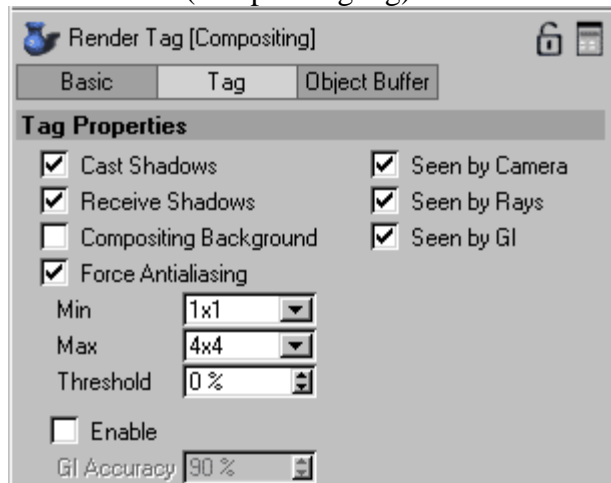 Render Tag [Compositing]
Basic Tag Object Buffer
Tag Properties
Cast Shadows Seen by Camera
Receive Shadows Seen by Rays
Compositing Background Seen by GI
Force Antialiasing
Min 1x1
Max 4x4
Threshold 0 %
Enable
GI Accuracy 90 %